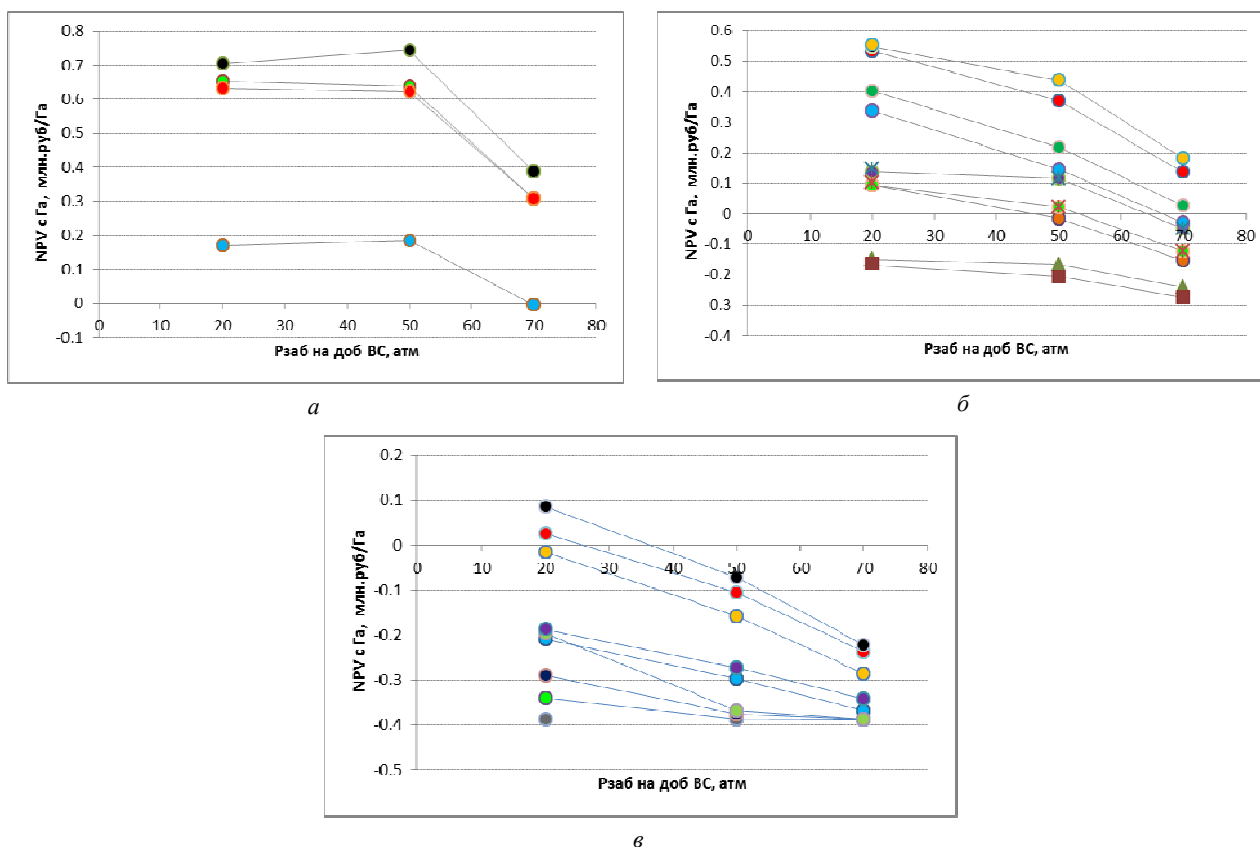 NPV с Га, млн.руб/Га
0.8
0.7
0.6
0.5
0.4
0.3
0.2
0.1
0
-0.1
0 10 20 30 40 50 60 70 80
Рзаб на доб ВС, атм
а
NPV с Га. млн.руб/Га
0.6
0.5
0.4
0.3
0.2
0.1
0
-0.1
-0.2
0.3
-0.4
0 10 20 30 40 50 60 70 80
Рзаб на доб ВС, атм
б
NPV с Га, млн.руб/Га
0.2
0.1
0
-0.1
-0.2
-0.3
-0.4
-0.5
0 10 20 30 40 50 60 70 80
Рзаб на доб ВС, атм
в